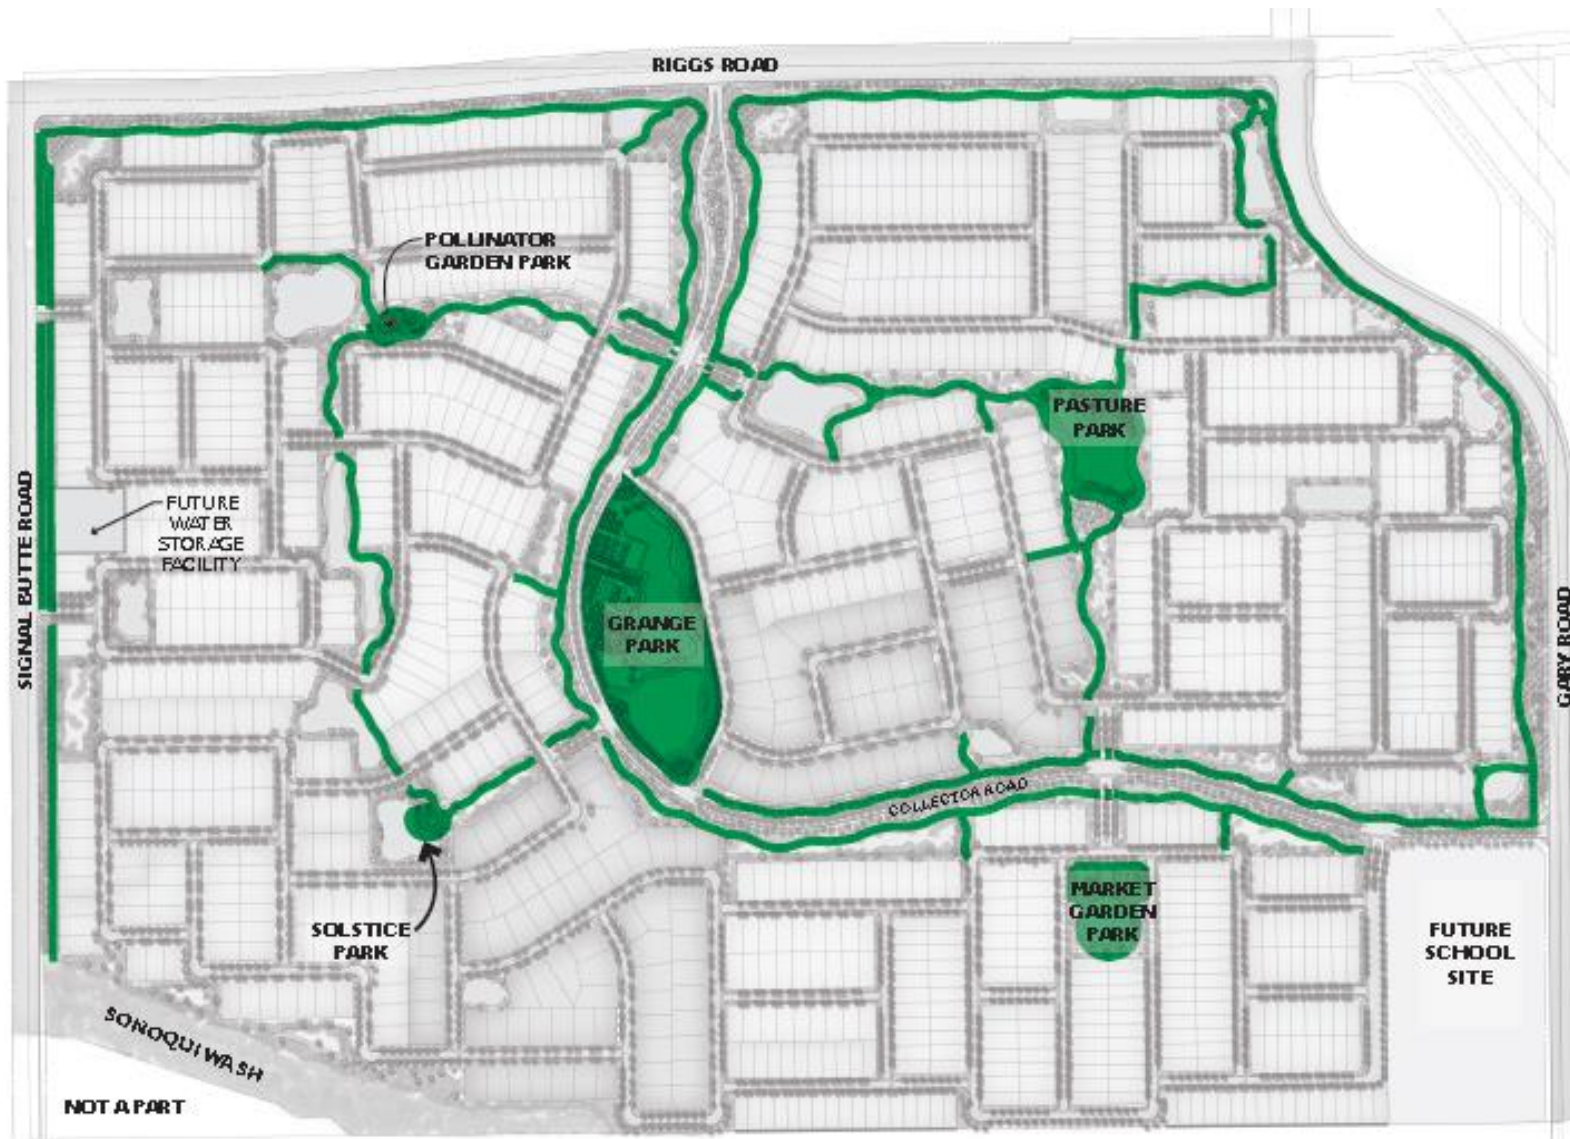 RIGGS ROAD
POLLINATOR
GARDEN PARK
PASTURE
PARK
SIGNAL BUTTE ROAD
FUTURE
WATER
STORAGE
FACILITY
GRANGE
PARK
GARY ROAD
COLLECTOR ROAD
MARKET
GARDEN
PARK
SOLSTICE
PARK
FUTURE
SCHOOL
SITE
SONOQUI WASH
NOT A PART